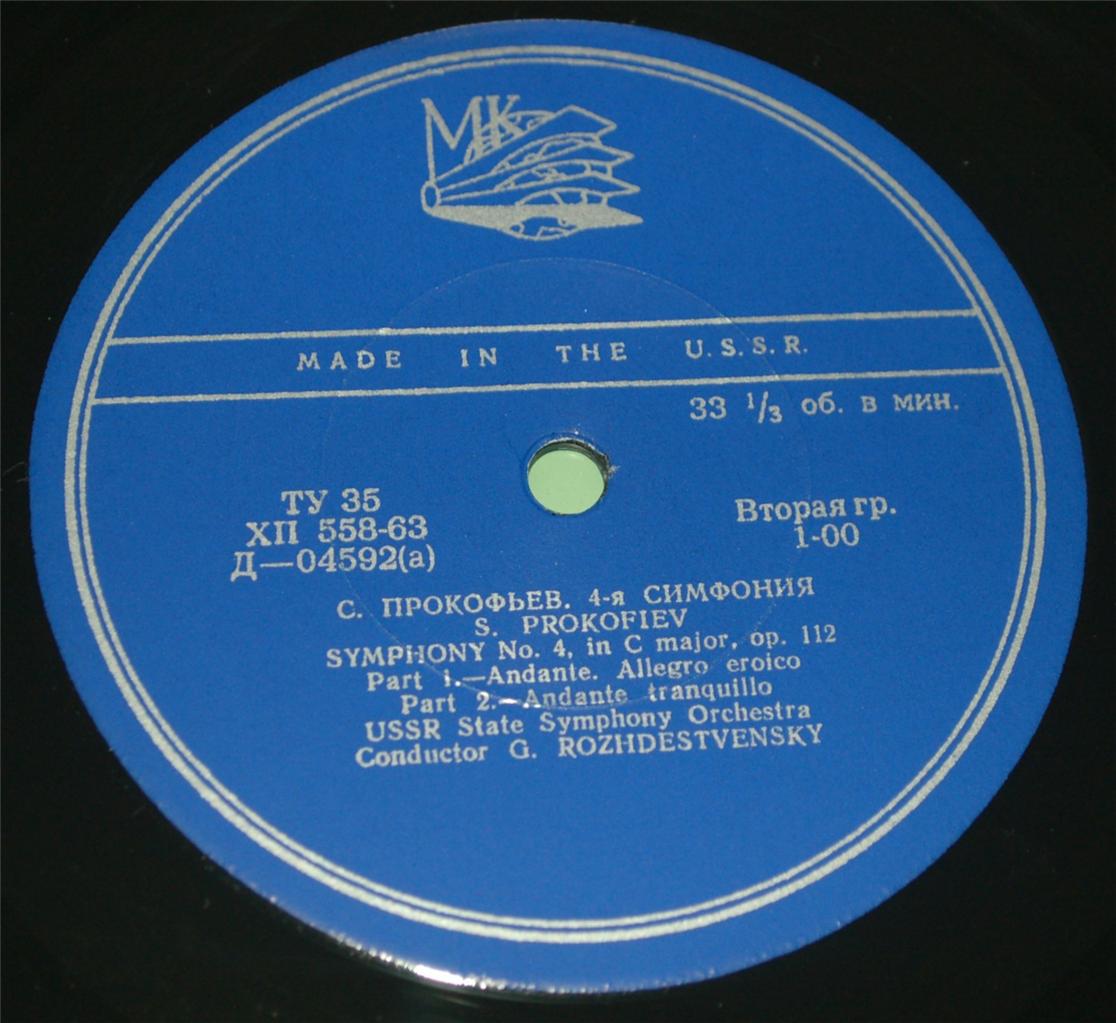 МК
MADE IN THE U.S.S.R.
33 1/3 об. в мин.
ТУ 35
ХП 558-63
Д—04592(а)
Вторая гр.
1-00
С. ПРОКОФЬЕВ. 4-я СИМФОНИЯ
S. PROKOFIEV
SYMPHONY No. 4, in C major, op. 112
Part 1.—Andante. Allegro eroico
Part 2.—Andante tranquillo
USSR State Symphony Orchestra
Conductor G. ROZHDESTVENSKY